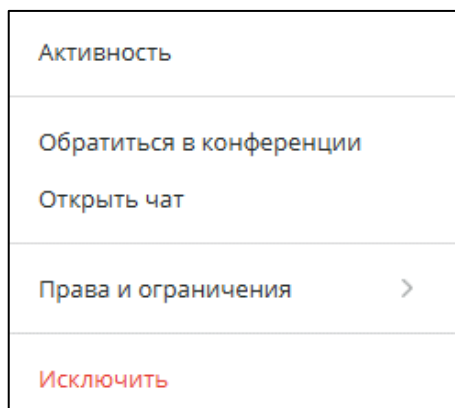 Активность
Обратиться в конференции
Открыть чат
Права и ограничения
Исключить